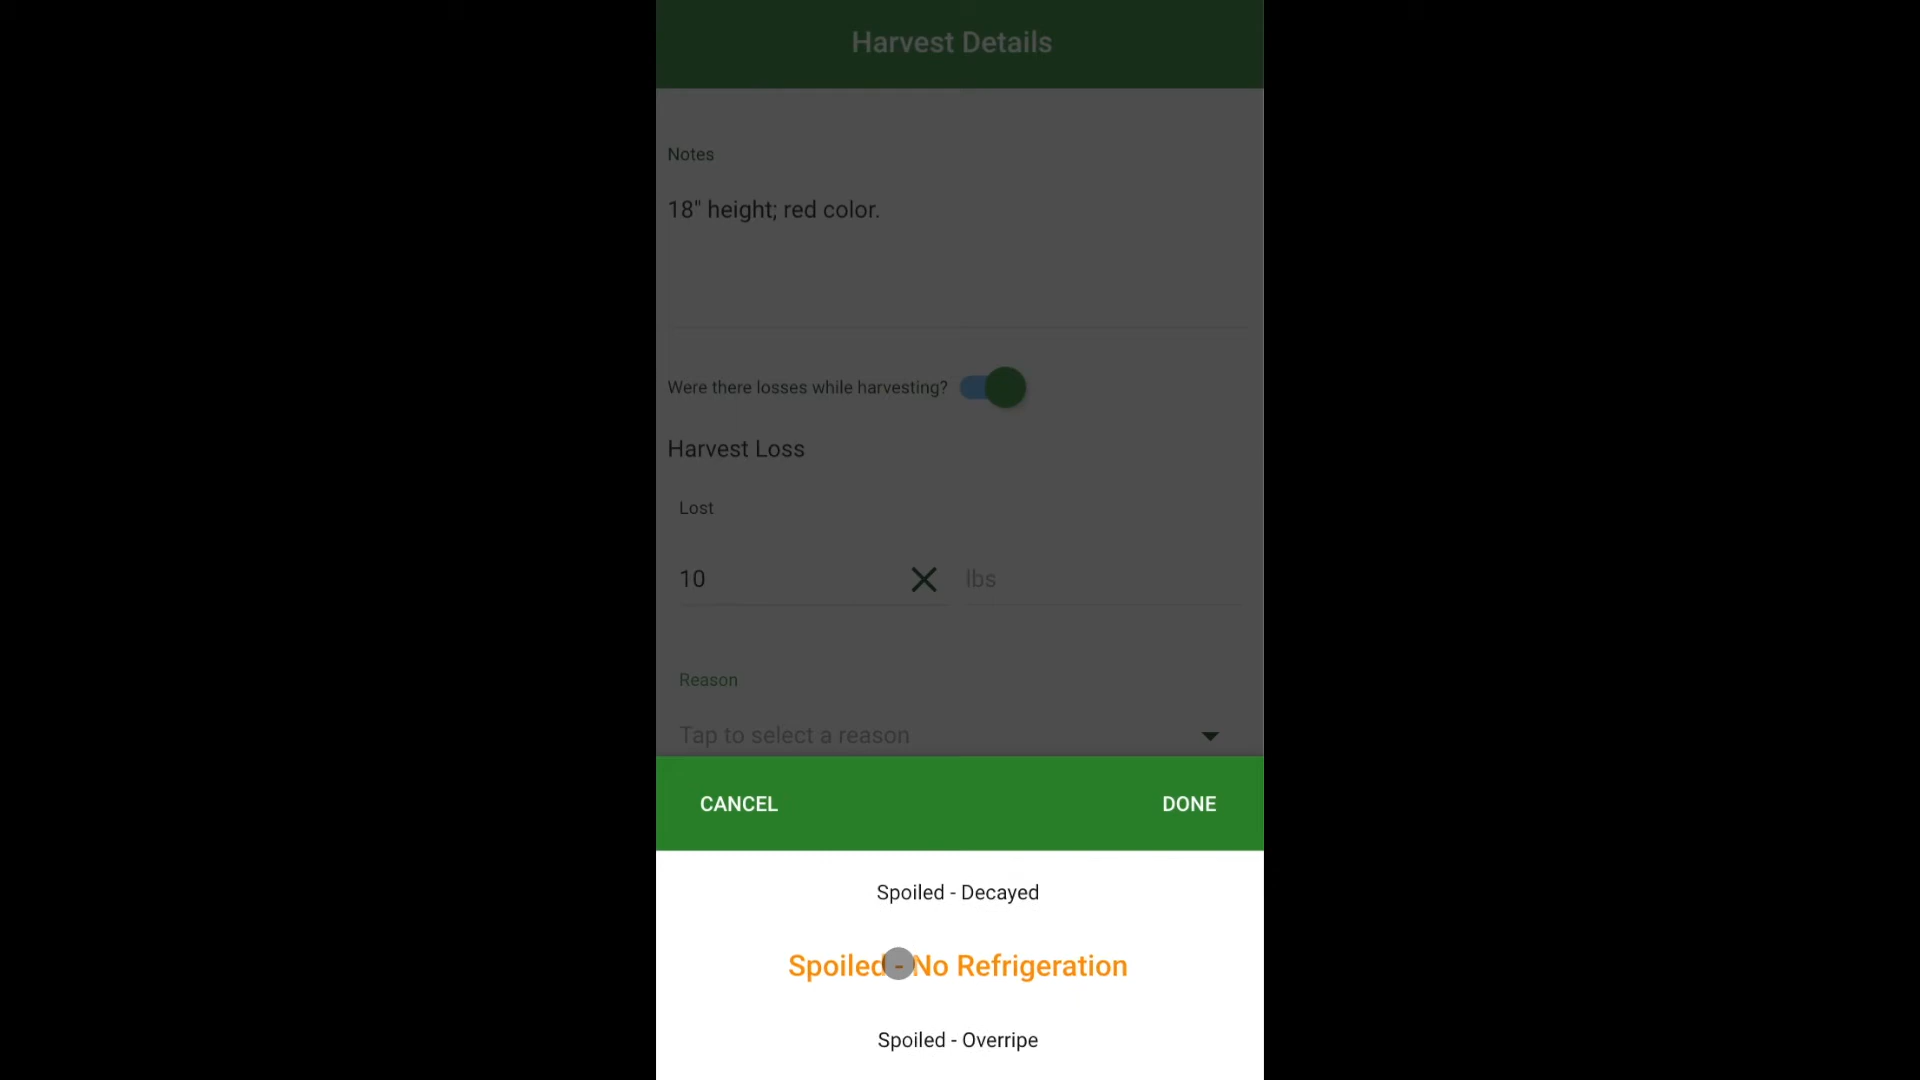 Harvest Details
Notes
18" height; red color.
Were there losses while harvesting?
Harvest Loss
Lost
10 lbs
Reason
Tap to select a reason
CANCEL DONE
Spoiled - Decayed
Spoiled - No Refrigeration
Spoiled - Overripe